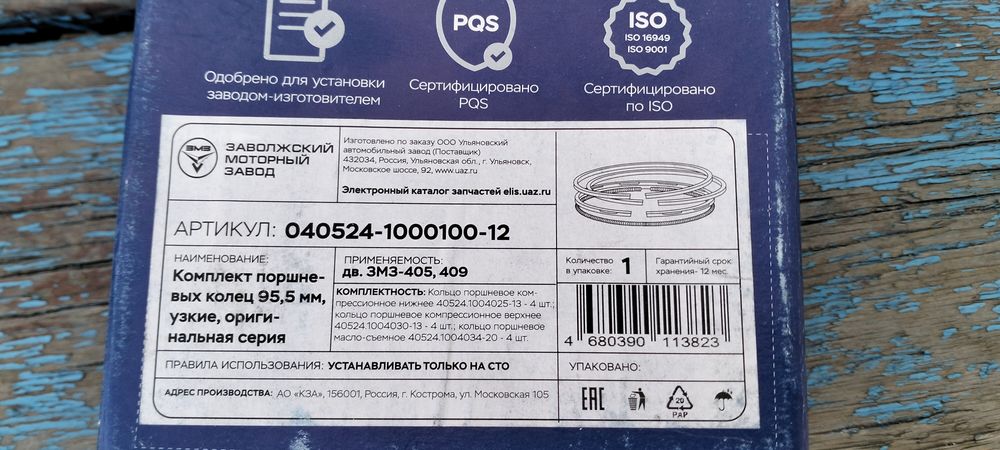 PQS
ISO
ISO 16949
ISO 9001
Одобрено для установки
заводом-изготовителем
Сертифицировано
PQS
Сертифицировано
по ISO
ЗМЗ
ЗАВОЛЖСКИЙ
МОТОРНЫЙ
ЗАВОД
Изготовлено по заказу ООО Ульяновский
автомобильный завод (Поставщик)
432034, Россия, Ульяновская обл., г. Ульяновск,
Московское шоссе, 92, www.uaz.ru
Электронный каталог запчастей elis.uaz.ru
АРТИКУЛ: 040524-1000100-12
НАИМЕНОВАНИЕ:
Комплект поршне-
вых колец 95,5 мм,
узкие, ориги-
нальная серия
ПРИМЕНЯЕМОСТЬ:
дв. ЗМЗ-405, 409
КОМПЛЕКТНОСТЬ: Кольцо поршневое ком-
прессионное нижнее 40524.1004025-13 - 4 шт.;
кольцо поршневое компрессионное верхнее
40524.1004030-13 - 4 шт.; кольцо поршневое
масло-съемное 40524.1004034-20 - 4 шт.
Количество
в упаковке: 1
Гарантийный срок
хранения- 12 мес.
4 680390 113823
ПРАВИЛА ИСПОЛЬЗОВАНИЯ: УСТАНАВЛИВАТЬ ТОЛЬКО НА СТО
УПАКОВАНО:
АДРЕС ПРОИЗВОДСТВА: АО «КЗА», 156001, Россия, г. Кострома, ул. Московская 105
ЕАС
20
PAP